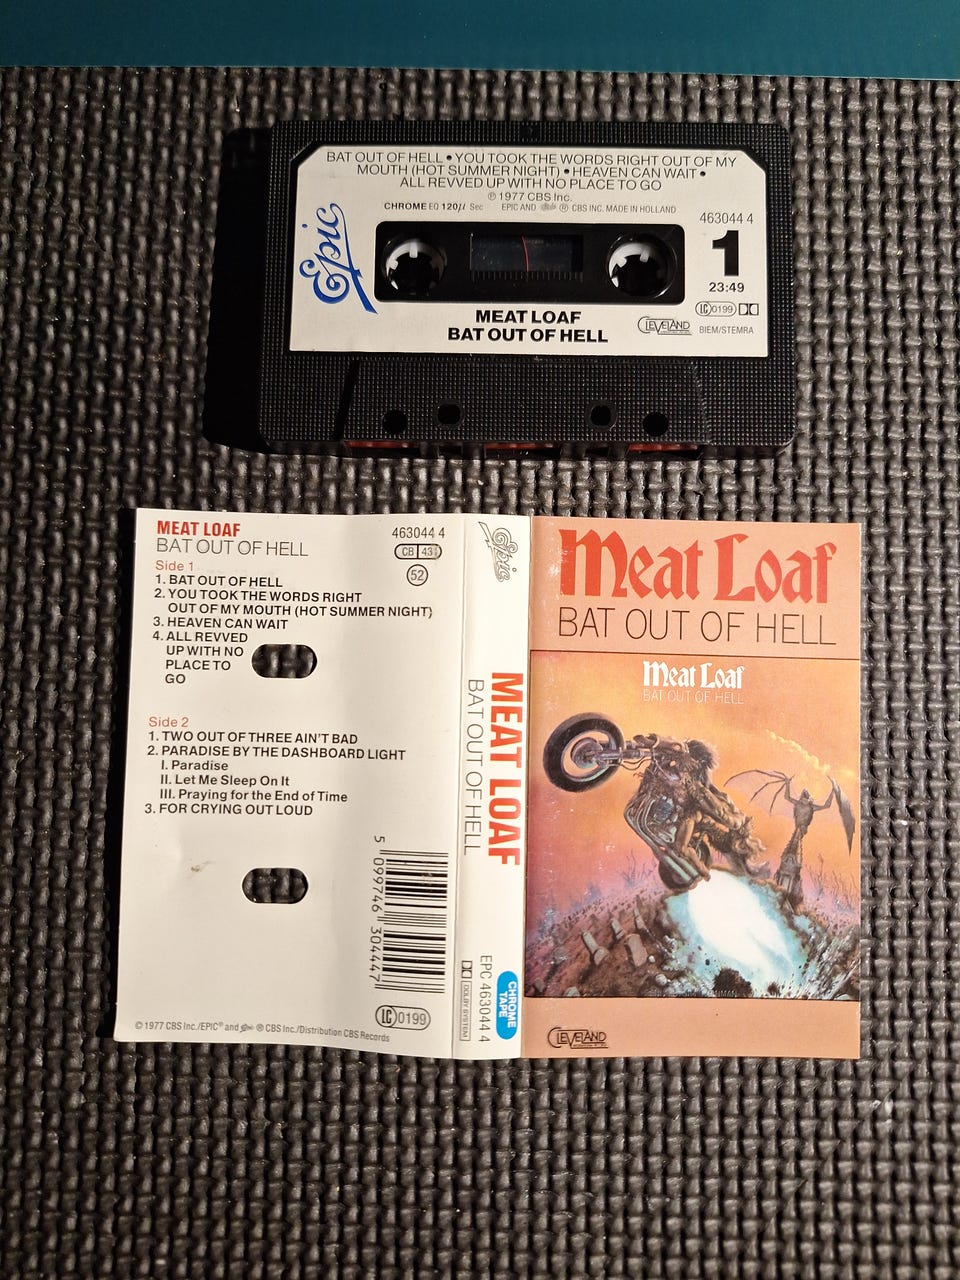 BAT OUT OF HELL • YOU TOOK THE WORDS RIGHT OUT OF MY
MOUTH (HOT SUMMER NIGHT) • HEAVEN CAN WAIT •
ALL REVVED UP WITH NO PLACE TO GO
℗ 1977 CBS Inc.
CHROME EQ 120µ Sec EPIC AND ® CBS INC. MADE IN HOLLAND
463044 4
Epic
1
23:49
LC 0199
MEAT LOAF
BAT OUT OF HELL
CLEVELAND
BIEM/STEMRA
MEAT LOAF
BAT OUT OF HELL
463044 4
CB 431
52
Side 1
1. BAT OUT OF HELL
2. YOU TOOK THE WORDS RIGHT
OUT OF MY MOUTH (HOT SUMMER NIGHT)
3. HEAVEN CAN WAIT
4. ALL REVVED
UP WITH NO
PLACE TO
GO
Side 2
1. TWO OUT OF THREE AIN'T BAD
2. PARADISE BY THE DASHBOARD LIGHT
I. Paradise
II. Let Me Sleep On It
III. Praying for the End of Time
3. FOR CRYING OUT LOUD
5 099746 304447
LC 0199
© 1977 CBS Inc./EPIC® and ® CBS Inc./Distribution CBS Records
Epic
MEAT LOAF
BAT OUT OF HELL
EPC 463044 4
DOLBY SYSTEM
CHROME
TAPE
Meat Loaf
BAT OUT OF HELL
Meat Loaf
BAT OUT OF HELL
CLEVELAND